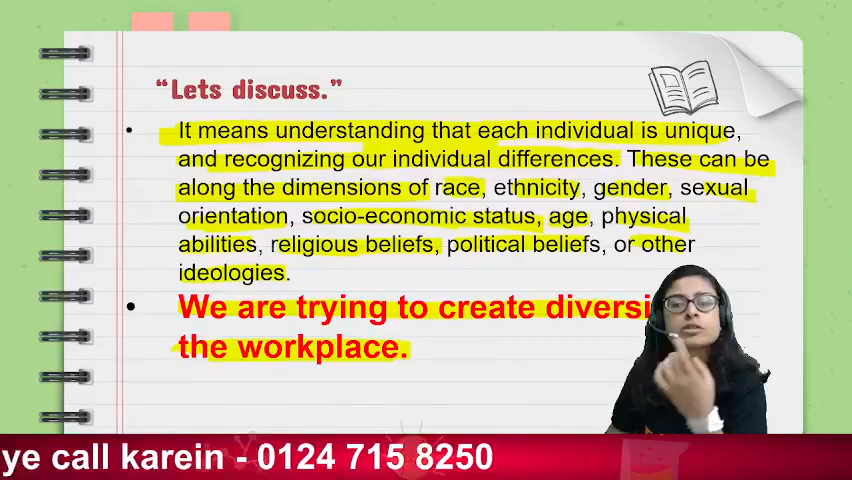 “Lets discuss.”
• It means understanding that each individual is unique,
and recognizing our individual differences. These can be
along the dimensions of race, ethnicity, gender, sexual
orientation, socio-economic status, age, physical
abilities, religious beliefs, political beliefs, or other
ideologies.
• We are trying to create
the workplace.
ye call karein - 0124 715 8250